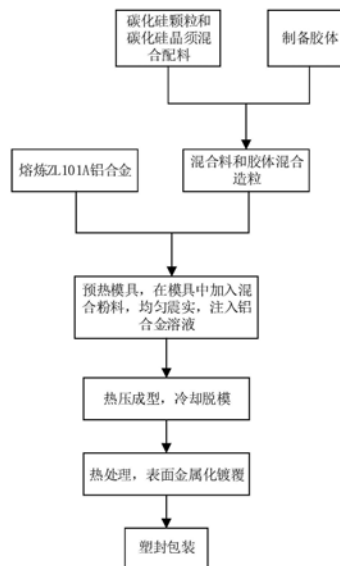 碳化硅颗粒和
碳化硅晶须混
合配料
制备胶体
熔炼ZL101A铝合金
混合料和胶体混合
造粒
预热模具，在模具中加入混
合粉料，均匀震实，注入铝
合金溶液
热压成型，冷却脱模
热处理，表面金属化镀覆
塑封包装